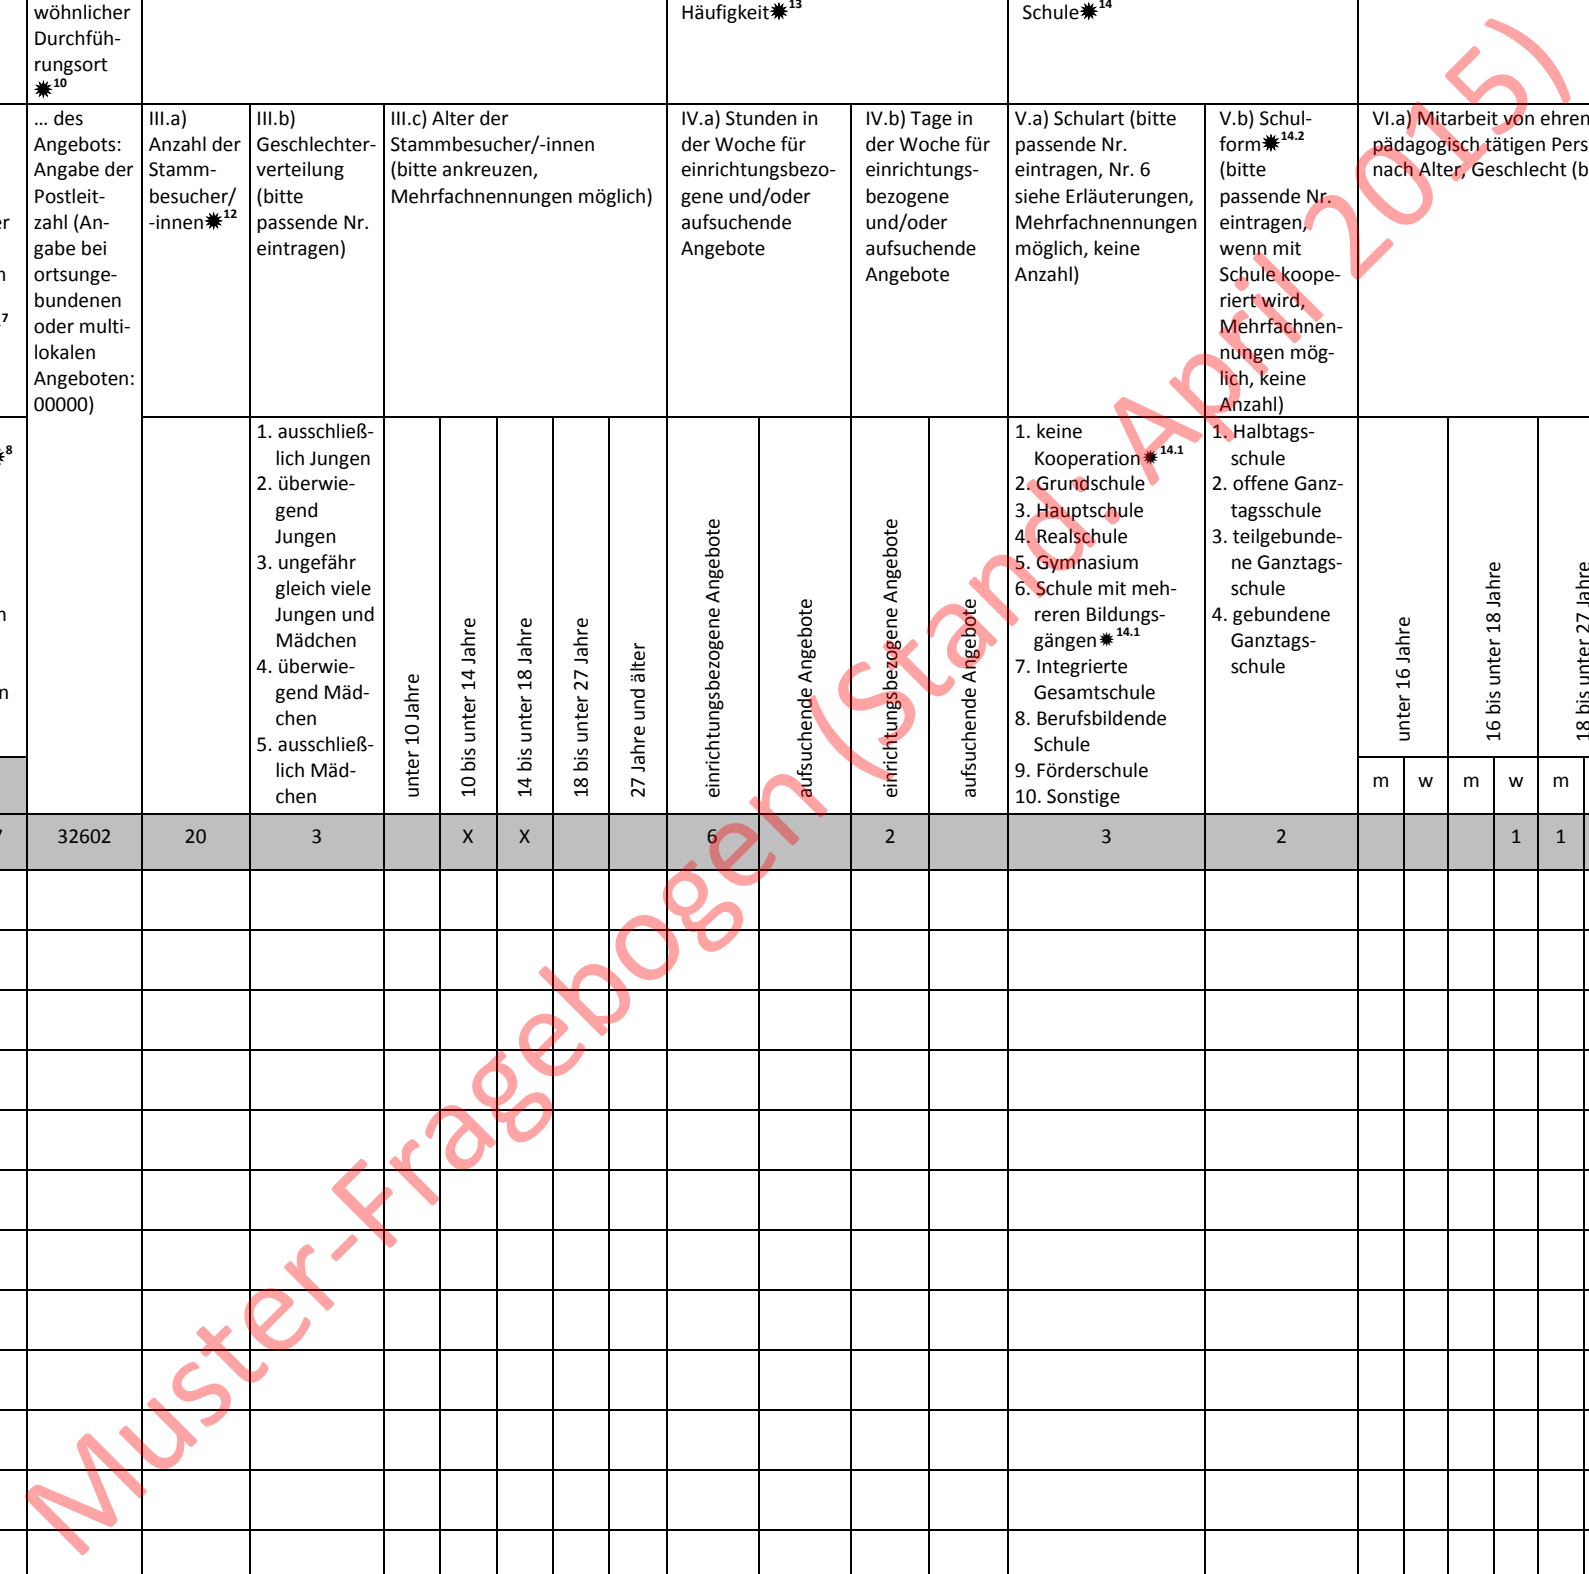 wöhnlicher
Durchfüh-
rungsort
✹10
Häufigkeit✹13
Schule✹14
... des
Angebots:
Angabe der
Postleit-
zahl (An-
gabe bei
ortsunge-
bundenen
oder multi-
lokalen
Angeboten:
00000)
III.a)
Anzahl der
Stamm-
besucher/
-innen✹12
III.b)
Geschlechter-
verteilung
(bitte
passende Nr.
eintragen)
III.c) Alter der
Stammbesucher/-innen
(bitte ankreuzen,
Mehrfachnennungen möglich)
IV.a) Stunden in
der Woche für
einrichtungsbezo-
gene und/oder
aufsuchende
Angebote
IV.b) Tage in
der Woche für
einrichtungs-
bezogene
und/oder
aufsuchende
Angebote
V.a) Schulart (bitte
passende Nr.
eintragen, Nr. 6
siehe Erläuterungen,
Mehrfachnennungen
möglich, keine
Anzahl)
V.b) Schul-
form✹14.2
(bitte
passende Nr.
eintragen,
wenn mit
Schule koope-
riert wird,
Mehrfachnen-
nungen mög-
lich, keine
Anzahl)
VI.a) Mitarbeit von ehren
pädagogisch tätigen Pers
nach Alter, Geschlecht (b
7
8
1. ausschließ-
lich Jungen
2. überwie-
gend
Jungen
3. ungefähr
gleich viele
Jungen und
Mädchen
4. überwie-
gend Mäd-
chen
5. ausschließ-
lich Mäd-
chen
unter 10 Jahre
10 bis unter 14 Jahre
14 bis unter 18 Jahre
18 bis unter 27 Jahre
27 Jahre und älter
einrichtungsbezogene Angebote
aufsuchende Angebote
einrichtungsbezogene Angebote
aufsuchende Angebote
1. keine
Kooperation✹14.1
2. Grundschule
3. Hauptschule
4. Realschule
5. Gymnasium
6. Schule mit meh-
reren Bildungs-
gängen✹14.1
7. Integrierte
Gesamtschule
8. Berufsbildende
Schule
9. Förderschule
10. Sonstige
1. Halbtags-
schule
2. offene Ganz-
tagsschule
3. teilgebunde-
ne Ganztags-
schule
4. gebundene
Ganztags-
schule
unter 16 Jahre
16 bis unter 18 Jahre
18 bis unter 27 Jahre
m w m w m
32602 20 3 X X 6 2 3 2 1 1
Muster-Fragebogen (Stand: April 2015)